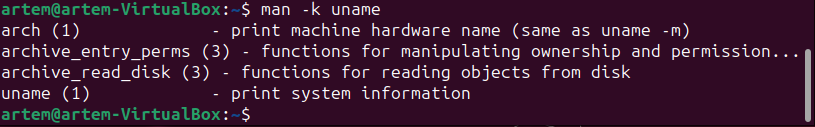 artem@artem-VirtualBox:~$ man -k uname
arch (1)             - print machine hardware name (same as uname -m)
archive_entry_perms (3) - functions for manipulating ownership and permission...
archive_read_disk (3) - functions for reading objects from disk
uname (1)            - print system information
artem@artem-VirtualBox:~$